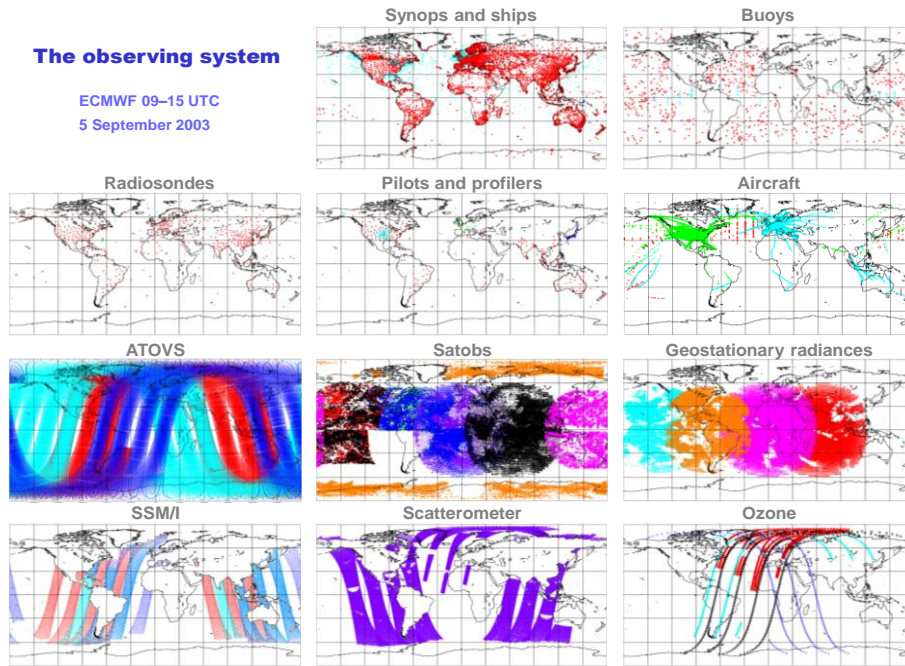 Synops and ships
Buoys
The observing system
ECMWF 09–15 UTC
5 September 2003
Radiosondes
Pilots and profilers
Aircraft
ATOVS
Satobs
Geostationary radiances
SSM/I
Scatterometer
Ozone